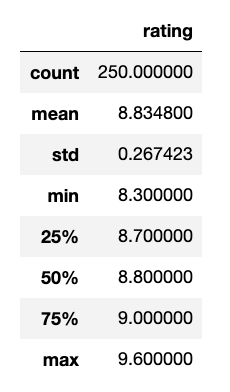 rating
count 250.000000
mean 8.834800
std 0.267423
min 8.300000
25% 8.700000
50% 8.800000
75% 9.000000
max 9.600000